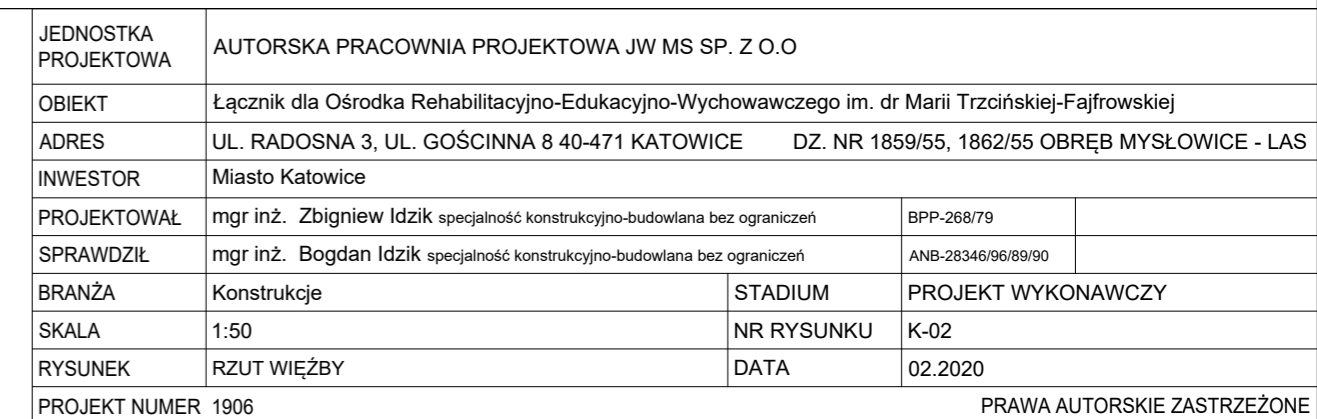 JEDNOSTKA PROJEKTOWA AUTORSKA PRACOWNIA PROJEKTOWA JW MS SP. Z O.O
OBIEKT Łącznik dla Ośrodka Rehabilitacyjno-Edukacyjno-Wychowawczego im. dr Marii Trzcińskiej-Fajfrowskiej
ADRES UL. RADOSNA 3, UL. GOŚCINNA 8 40-471 KATOWICE DZ. NR 1859/55, 1862/55 OBRĘB MYSŁOWICE - LAS
INWESTOR Miasto Katowice
PROJEKTOWAŁ mgr inż. Zbigniew Idzik specjalność konstrukcyjno-budowlana bez ograniczeń BPP-268/79
SPRAWDZIŁ mgr inż. Bogdan Idzik specjalność konstrukcyjno-budowlana bez ograniczeń ANB-28346/96/89/90
BRANŻA Konstrukcje STADIUM PROJEKT WYKONAWCZY
SKALA 1:50 NR RYSUNKU K-02
RYSUNEK RZUT WIĘŹBY DATA 02.2020
PROJEKT NUMER 1906 PRAWA AUTORSKIE ZASTRZEŻONE